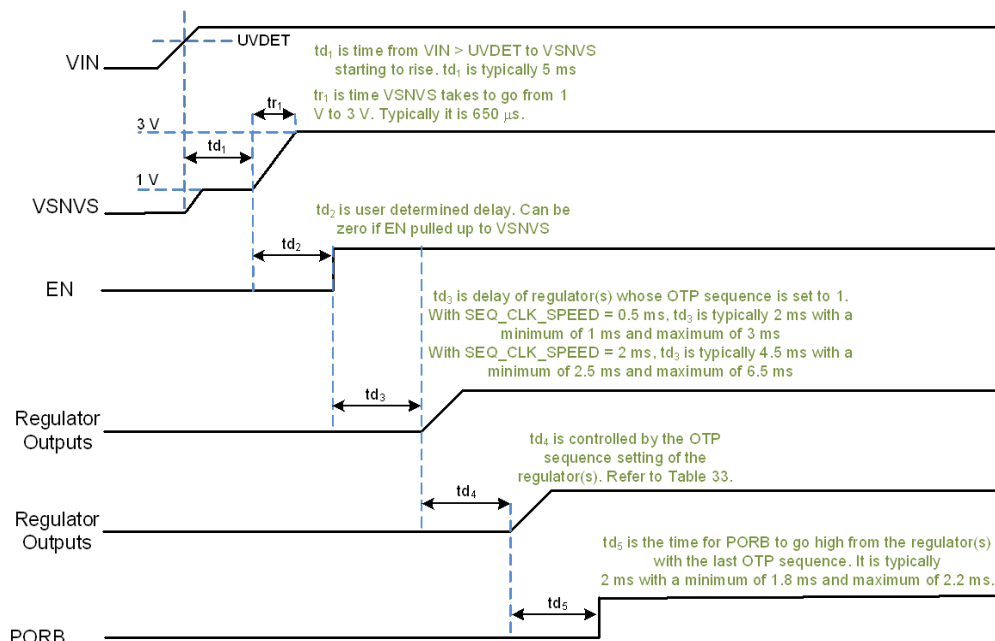 UVDET
VIN
td1 is time from VIN > UVDET to VSNVS
starting to rise. td1 is typically 5 ms
tr1
tr1 is time VSNVS takes to go from 1
V to 3 V. Typically it is 650 μs.
3 V
td1
1 V
VSNVS
td2 is user determined delay. Can be
zero if EN pulled up to VSNVS
td2
EN
td3 is delay of regulator(s) whose OTP sequence is set to 1.
With SEQ_CLK_SPEED = 0.5 ms, td3 is typically 2 ms with a
minimum of 1 ms and maximum of 3 ms
With SEQ_CLK_SPEED = 2 ms, td3 is typically 4.5 ms with a
minimum of 2.5 ms and maximum of 6.5 ms
td3
Regulator
Outputs
td4 is controlled by the OTP
sequence setting of the
regulator(s). Refer to Table 33.
td4
Regulator
Outputs
td5 is the time for PORB to go high from the regulator(s)
with the last OTP sequence. It is typically
2 ms with a minimum of 1.8 ms and maximum of 2.2 ms.
td5
PORB